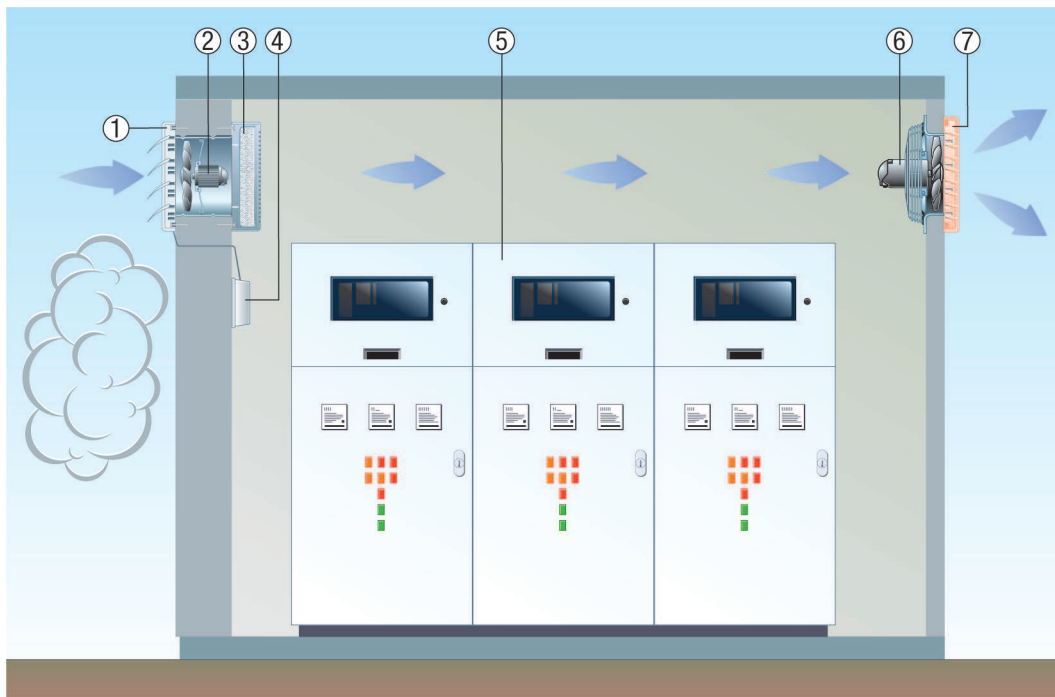 ② ③ ④ ⑤ ⑥ ⑦
①